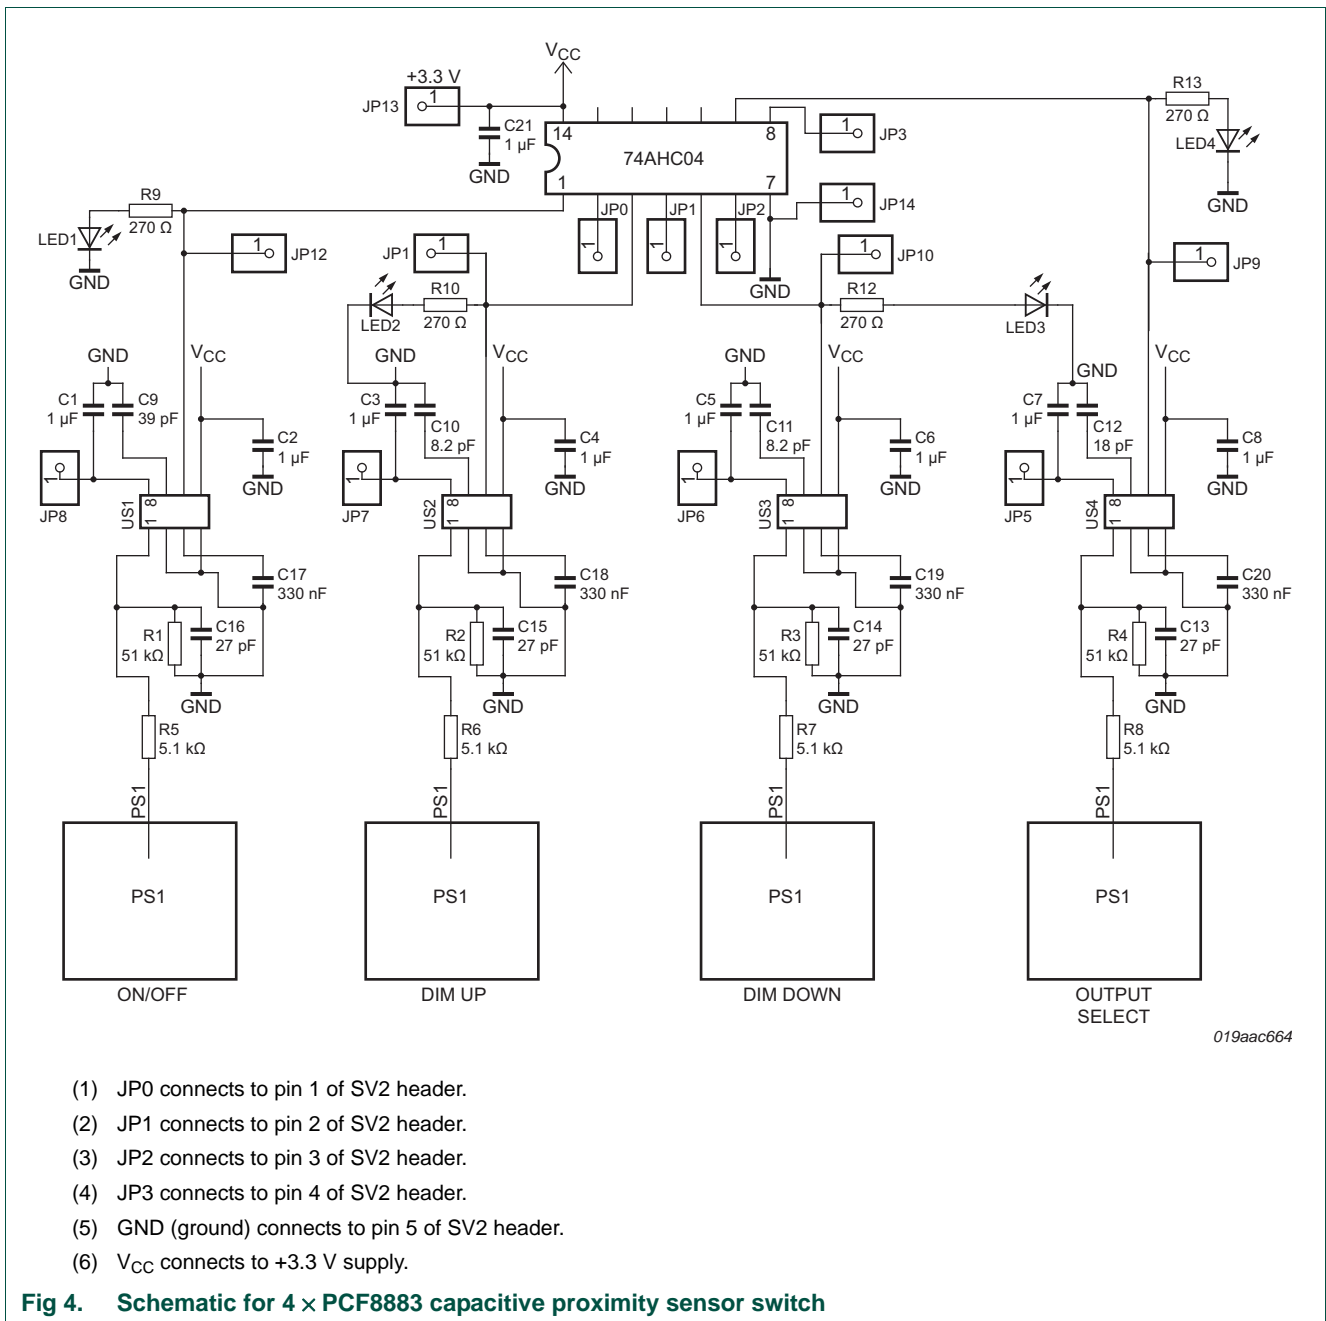 VCC
+3.3 V
JP13 1
C21
1 µF
GND
14 8
74AHC04
1 7
1 JP3
R13
270 Ω
LED4
GND
R9
270 Ω
LED1
GND
1 JP12
JP0 JP1 JP2
1 1 1
1 JP14
GND
JP1 1
R10
270 Ω
LED2
1 JP10
R12
270 Ω
LED3
1 JP9
GND VCC
C1
1 µF
C9
39 pF
C2
1 µF
GND
1
JP8
US1
8
1
C17
330 nF
R1
51 kΩ
C16
27 pF
GND
R5
5.1 kΩ
PS1
PS1
ON/OFF
GND VCC
C3
1 µF
C10
8.2 pF
C4
1 µF
GND
1
JP7
US2
8
1
C18
330 nF
R2
51 kΩ
C15
27 pF
GND
R6
5.1 kΩ
PS1
PS1
DIM UP
GND VCC
C5
1 µF
C11
8.2 pF
C6
1 µF
GND
1
JP6
US3
8
1
C19
330 nF
R3
51 kΩ
C14
27 pF
GND
R7
5.1 kΩ
PS1
PS1
DIM DOWN
GND VCC
C7
1 µF
C12
18 pF
C8
1 µF
GND
1
JP5
US4
8
1
C20
330 nF
R4
51 kΩ
C13
27 pF
GND
R8
5.1 kΩ
PS1
PS1
OUTPUT
SELECT
019aac664
(1) JP0 connects to pin 1 of SV2 header.
(2) JP1 connects to pin 2 of SV2 header.
(3) JP2 connects to pin 3 of SV2 header.
(4) JP3 connects to pin 4 of SV2 header.
(5) GND (ground) connects to pin 5 of SV2 header.
(6) VCC connects to +3.3 V supply.
Fig 4. Schematic for 4 × PCF8883 capacitive proximity sensor switch